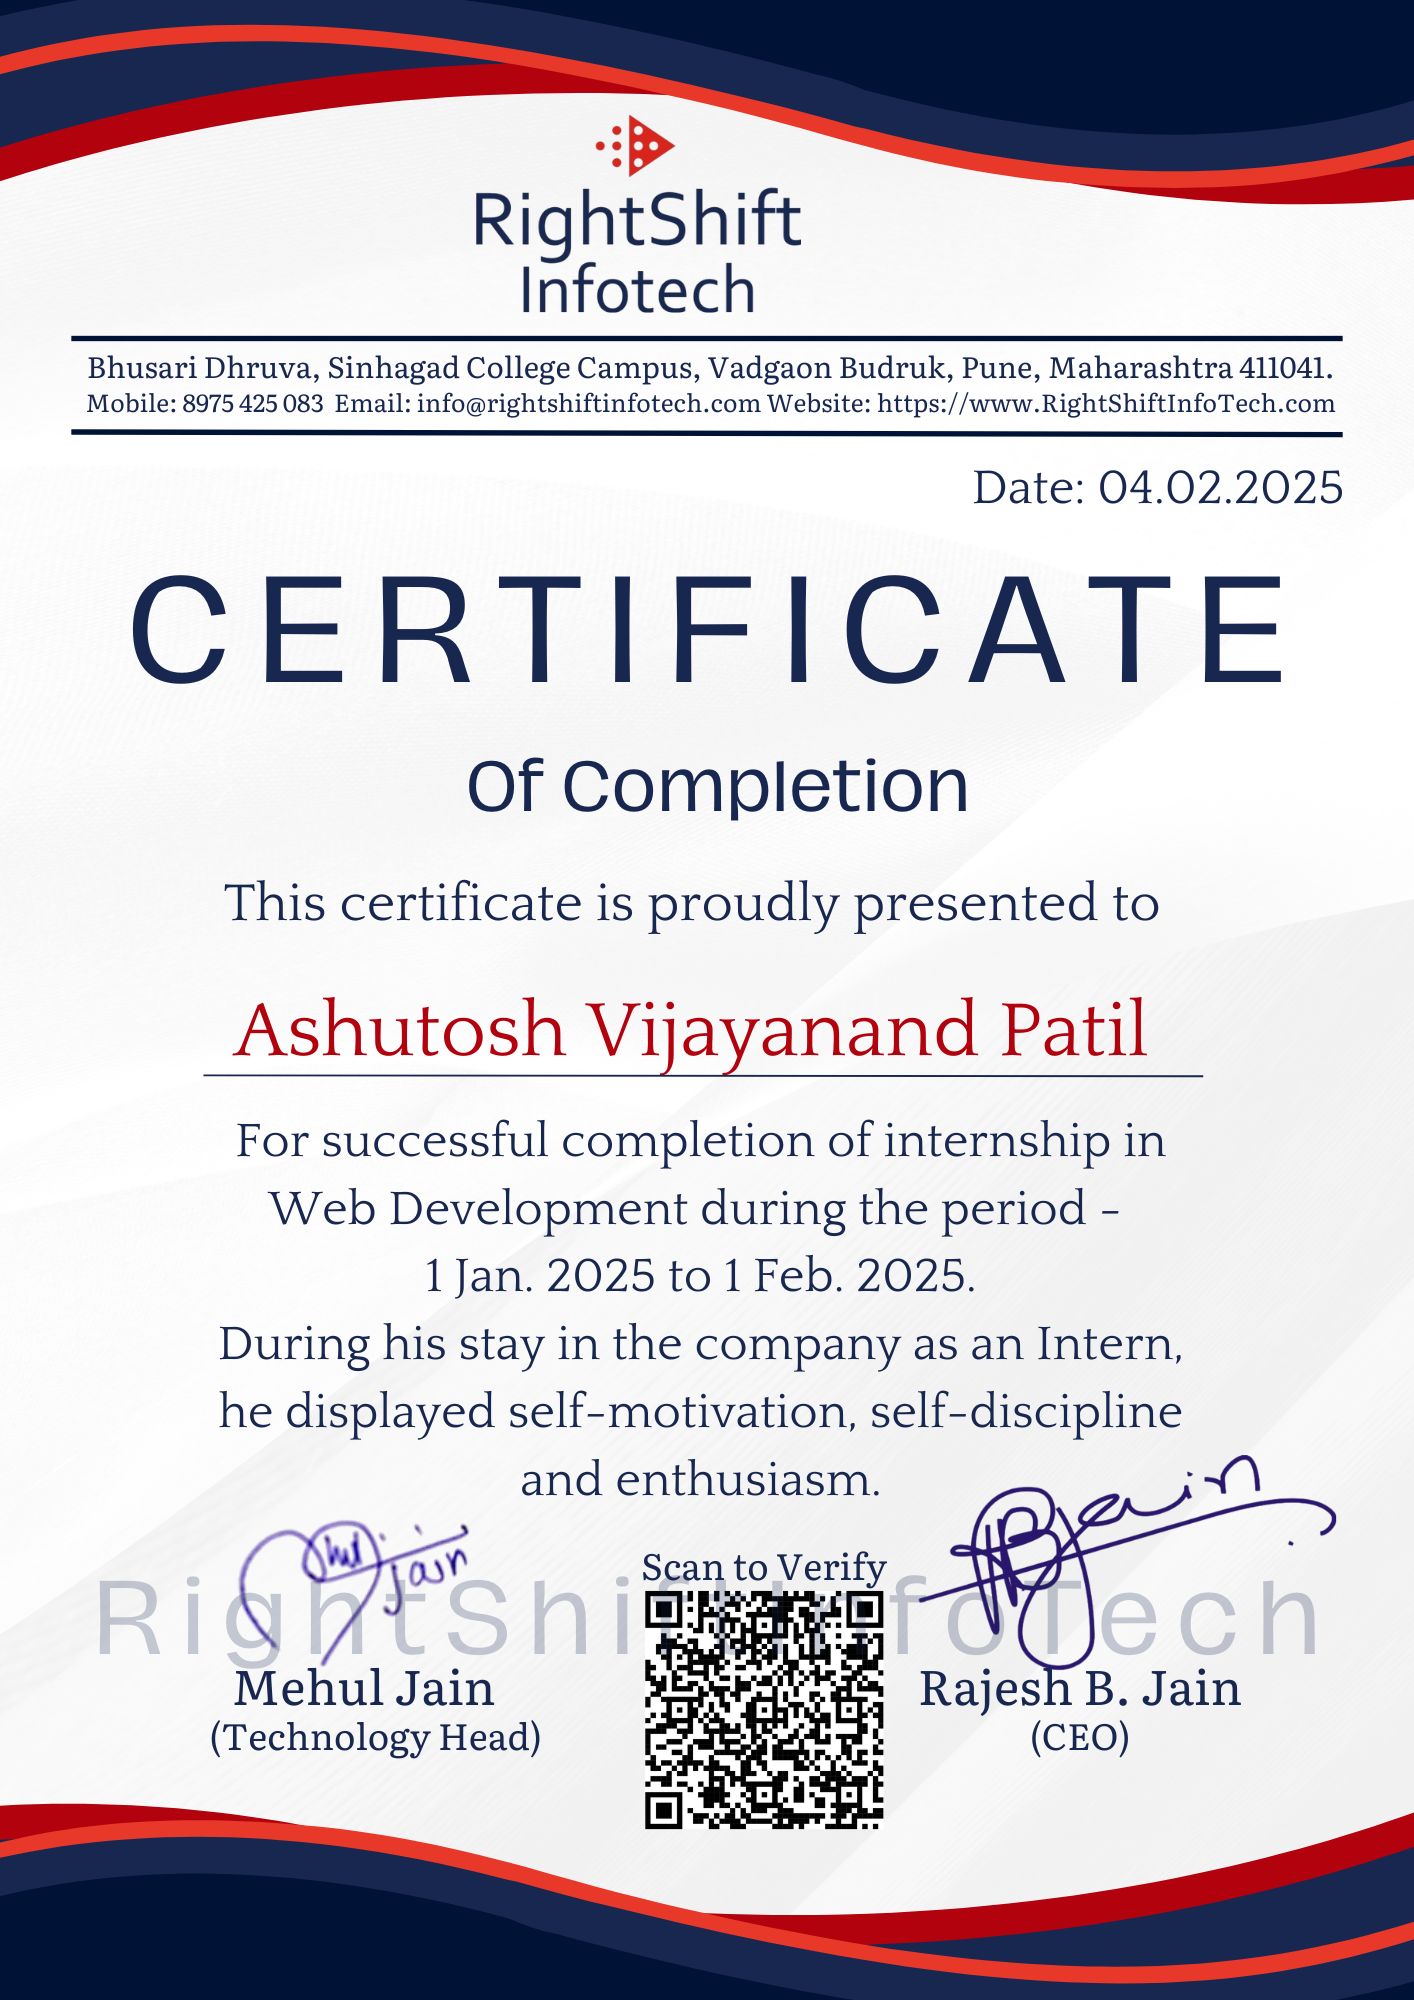 RightShift
Infotech
Bhusari Dhruva, Sinhagad College Campus, Vadgaon Budruk, Pune, Maharashtra 411041.
Mobile: 8975 425 083 Email: info@rightshiftinfotech.com Website: https://www.RightShiftInfoTech.com
Date: 04.02.2025
CERTIFICATE
Of Completion
This certificate is proudly presented to
Ashutosh Vijayanand Patil
For successful completion of internship in
Web Development during the period -
1 Jan. 2025 to 1 Feb. 2025.
During his stay in the company as an Intern,
he displayed self-motivation, self-discipline
and enthusiasm.
jain
Jain
Scan to Verify
RightShiftInfoTech
Mehul Jain
(Technology Head)
Rajesh B. Jain
(CEO)